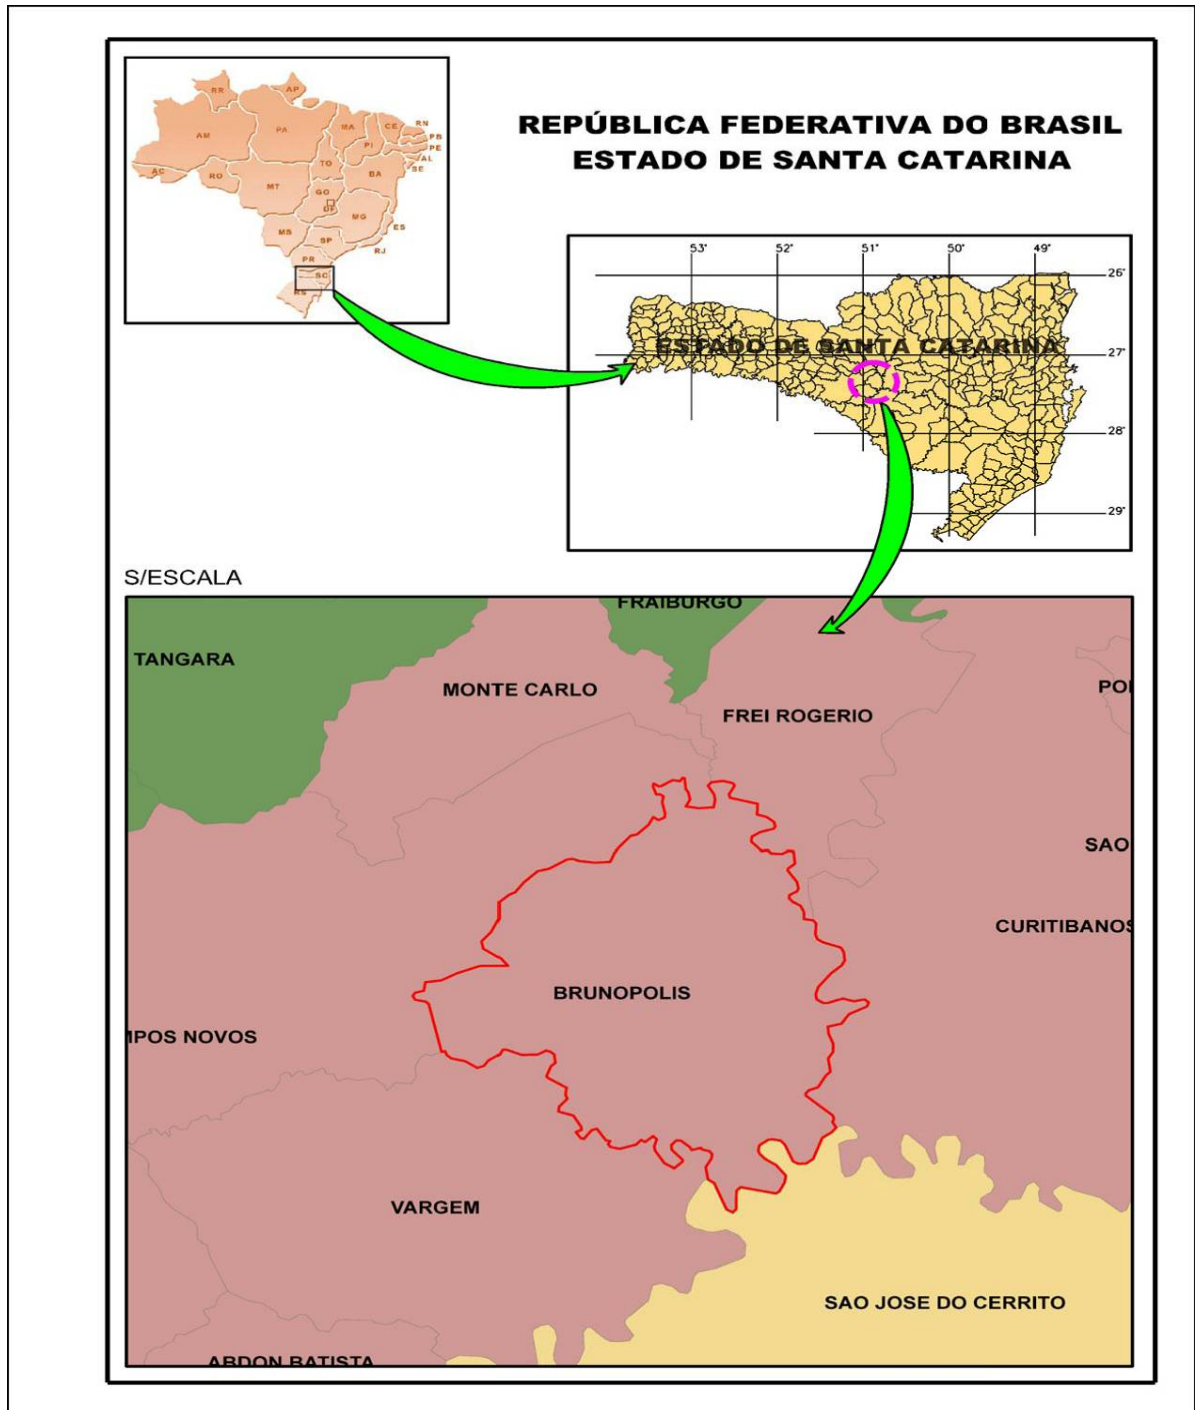 REPÚBLICA FEDERATIVA DO BRASIL
ESTADO DE SANTA CATARINA
RR
AP
AM
PA
MA
CE
RN
PB
PE
AL
SE
PI
AC
RO
TO
BA
MT
GO
DF
MG
ES
MS
SP
RJ
PR
SC
RS
53°
52°
51°
50°
49°
26°
27°
28°
29°
ESTADO DE SANTA CATARINA
S/ESCALA
FRAIBURGO
TANGARA
MONTE CARLO
FREI ROGERIO
PO
SAO
CURITIBANOS
BRUNOPOLIS
MPOS NOVOS
VARGEM
SAO JOSE DO CERRITO
ABDON BATISTA